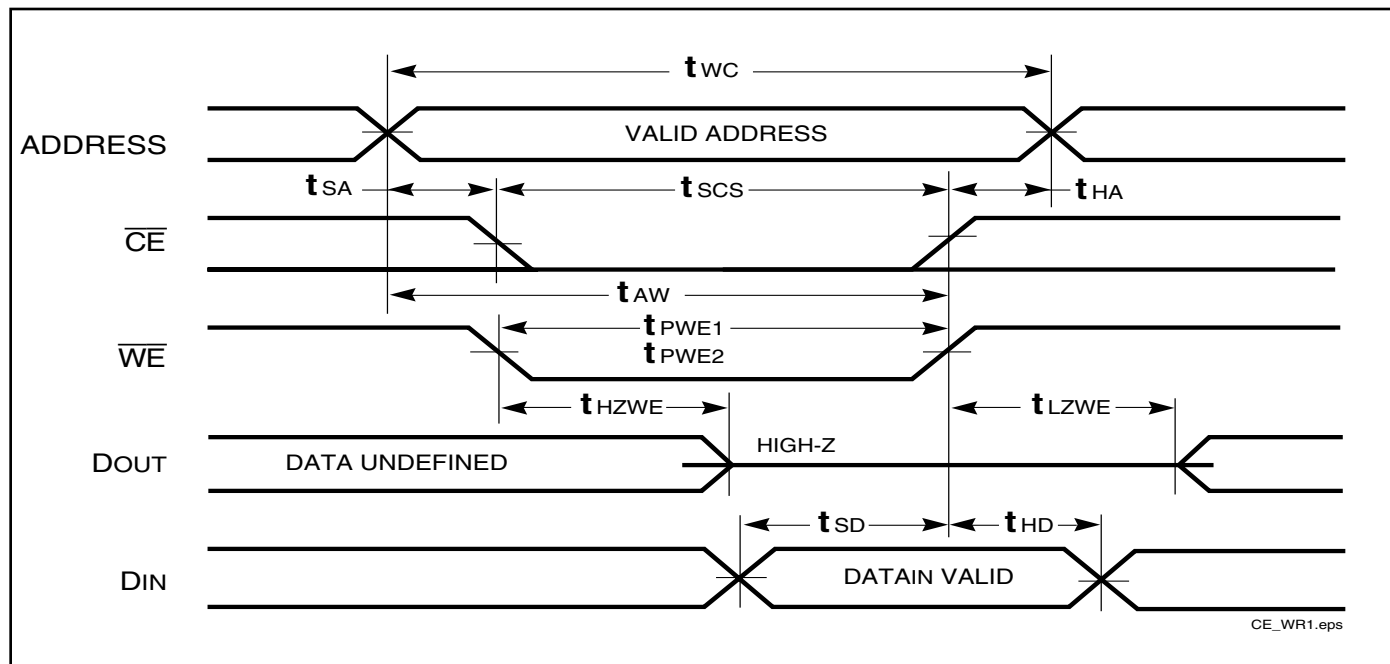 tWC
ADDRESS
VALID ADDRESS
tSA
tSCS
tHA
CE
tAW
WE
tPWE1
tPWE2
tHZWE
tLZWE
DOUT
DATA UNDEFINED
HIGH-Z
tSD
tHD
DIN
DATAIN VALID
CE_WR1.eps